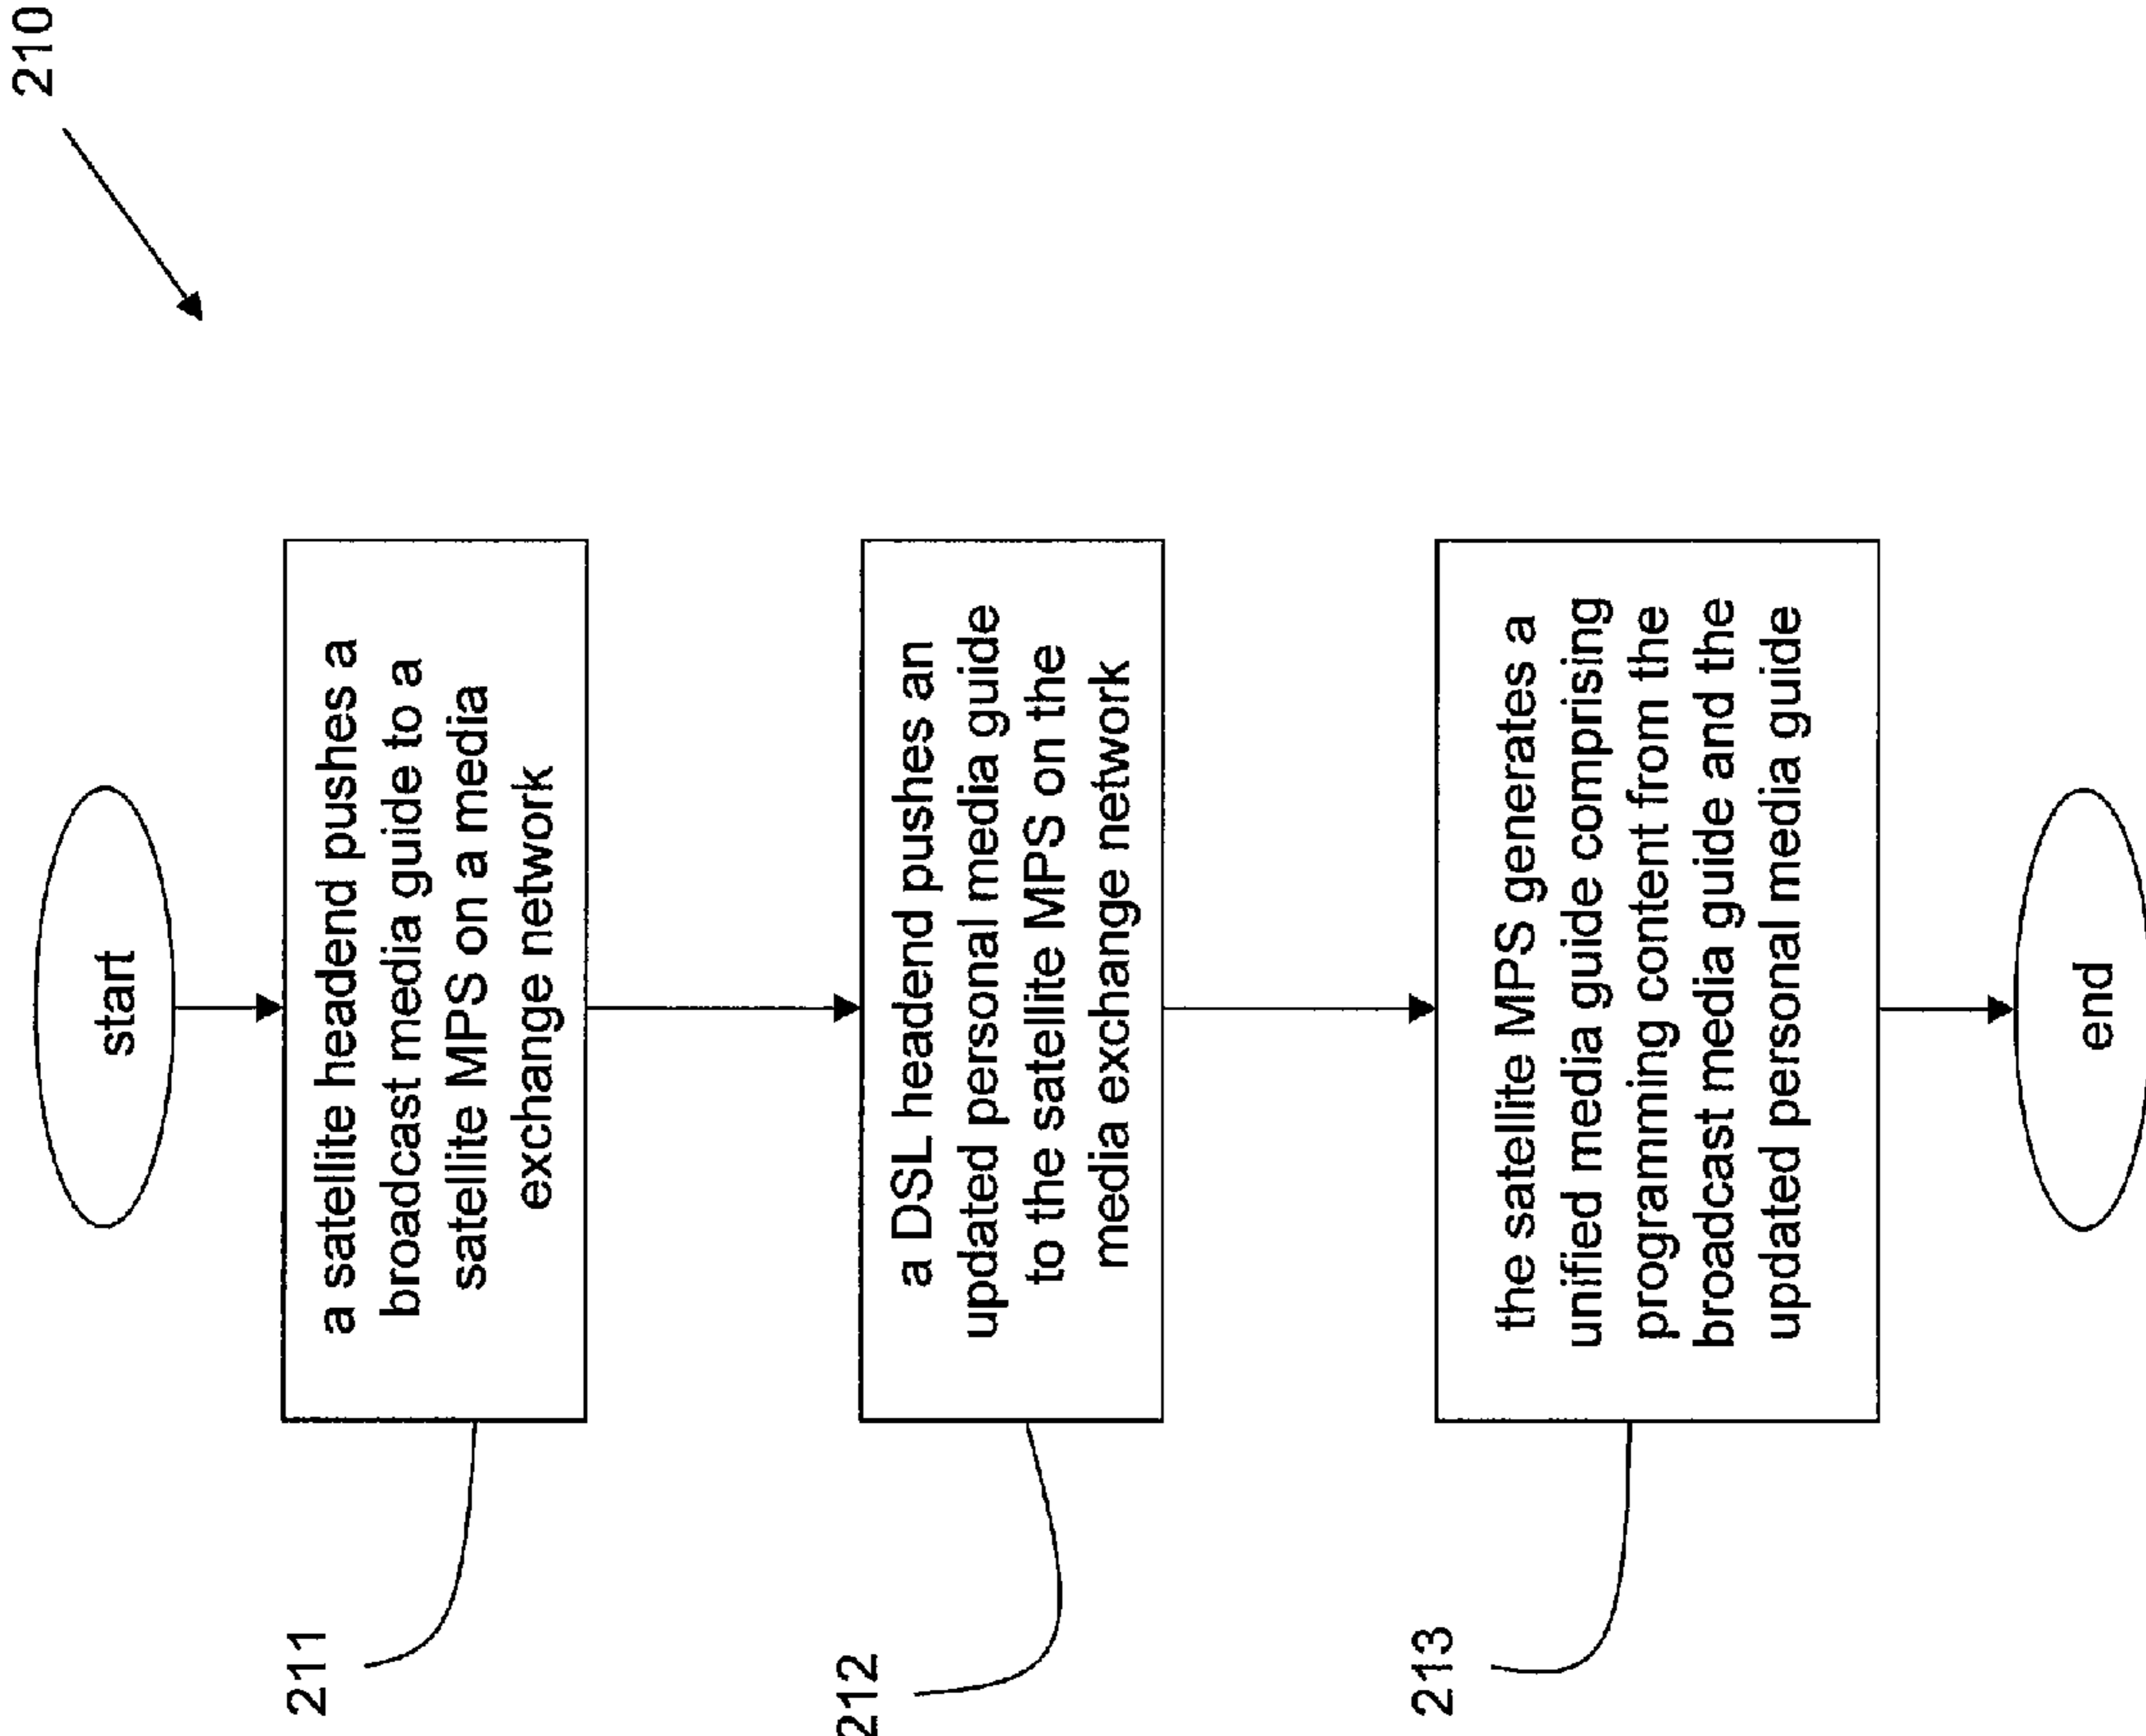 210
start
211
a satellite headend pushes a
broadcast media guide to a
satellite MPS on a media
exchange network
212
a DSL headend pushes an
updated personal media guide
to the satellite MPS on the
media exchange network
213
the satellite MPS generates a
unified media guide comprising
programming content from the
broadcast media guide and the
updated personal media guide
end